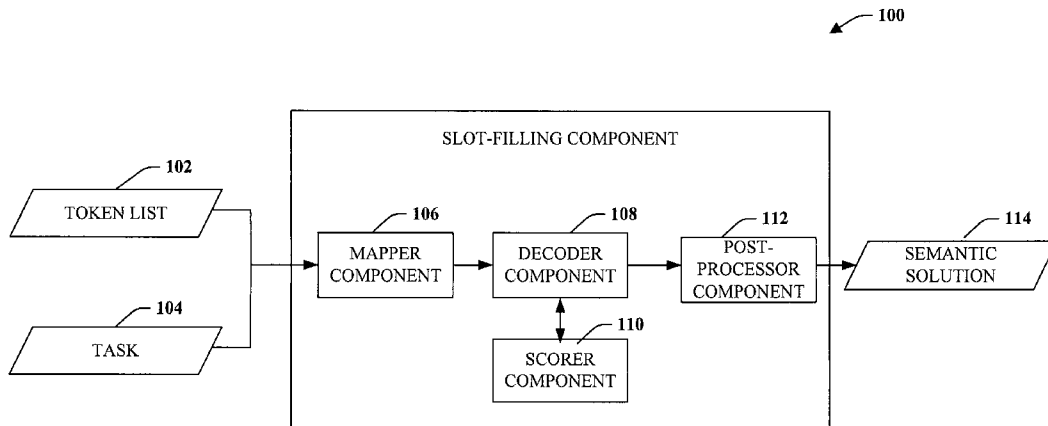 100
SLOT-FILLING COMPONENT
102
TOKEN LIST
106
MAPPER
COMPONENT
108
DECODER
COMPONENT
112
POST-
PROCESSOR
COMPONENT
114
SEMANTIC
SOLUTION
104
TASK
110
SCORER
COMPONENT